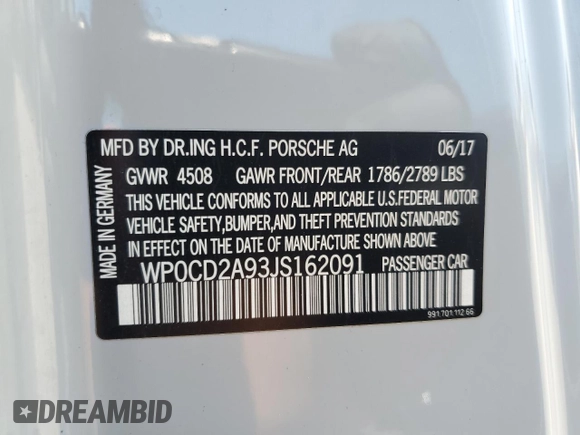 MFD BY DR.ING H.C.F. PORSCHE AG 06/17
GVWR 4508 GAWR FRONT/REAR 1786/2789 LBS
THIS VEHICLE CONFORMS TO ALL APPLICABLE U.S.FEDERAL MOTOR
VEHICLE SAFETY,BUMPER,AND THEFT PREVENTION STANDARDS
IN EFFECT ON THE DATE OF MANUFACTURE SHOWN ABOVE
WP0CD2A93JS162091 PASSENGER CAR
991.701.112 66
MADE IN GERMANY
DREAMBID